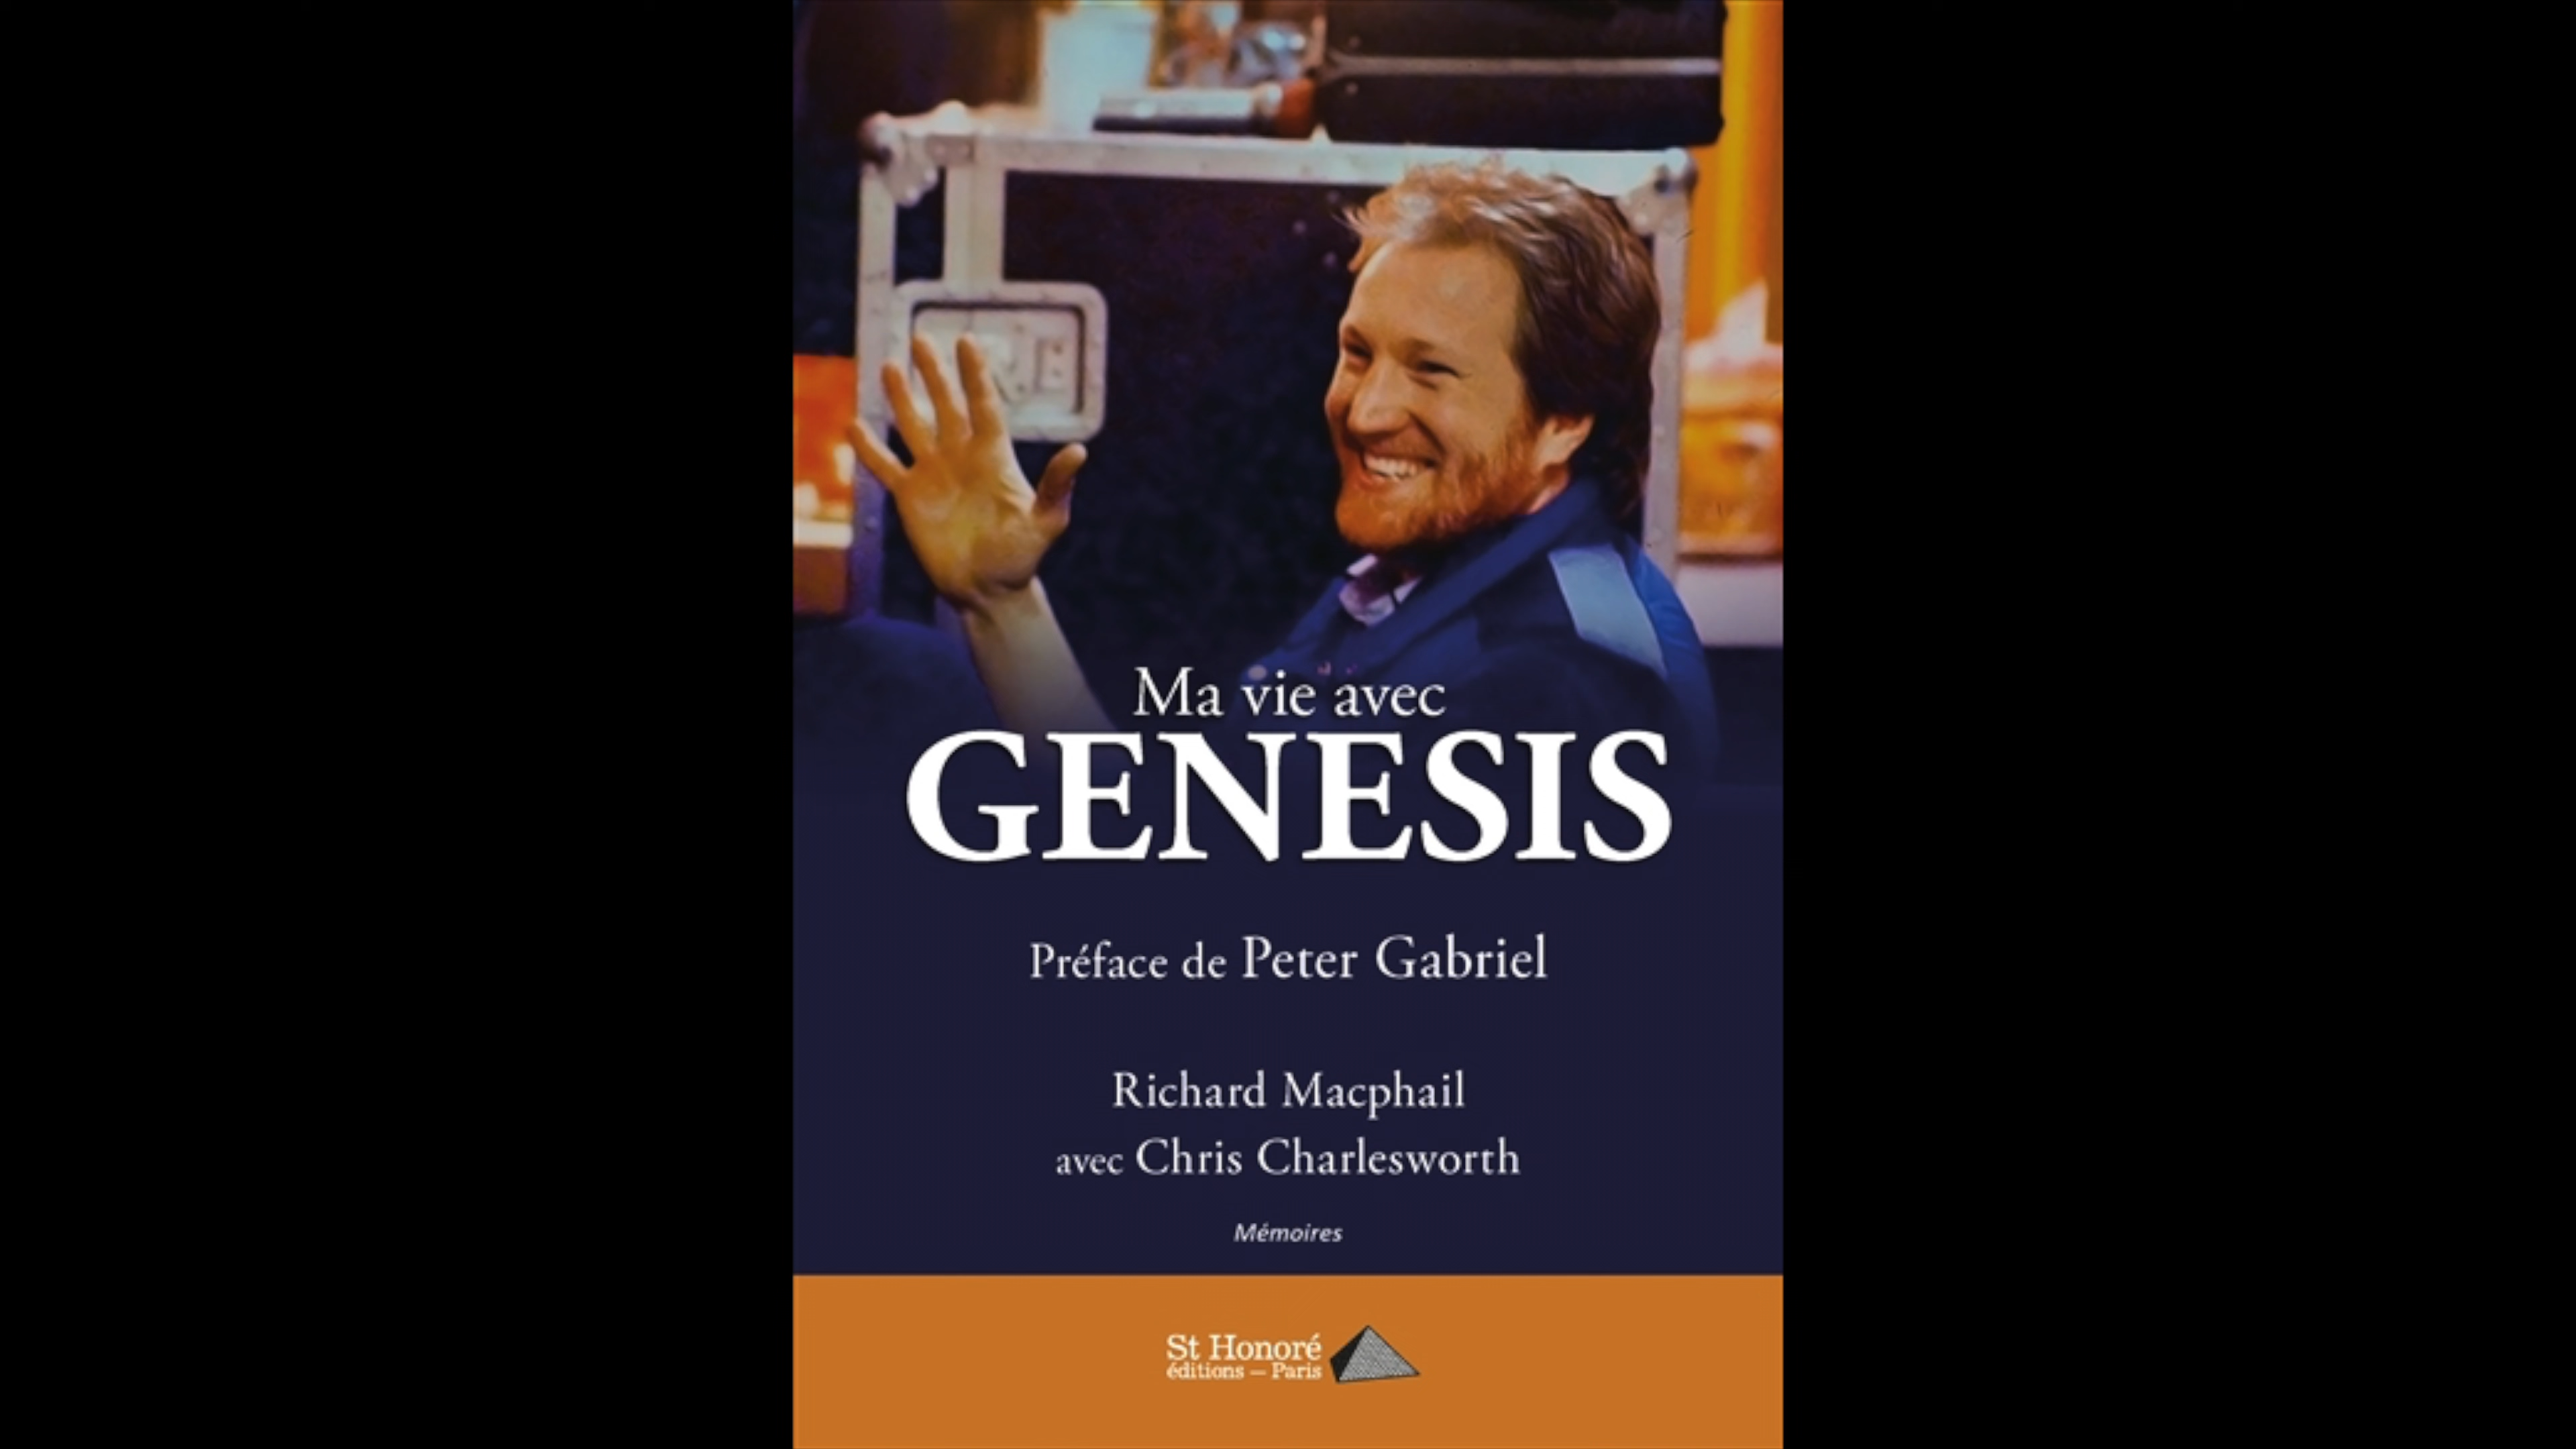 Ma vie avec
GENESIS
Préface de Peter Gabriel
Richard Macphail
avec Chris Charlesworth
Mémoires
St Honoré
éditions — Paris